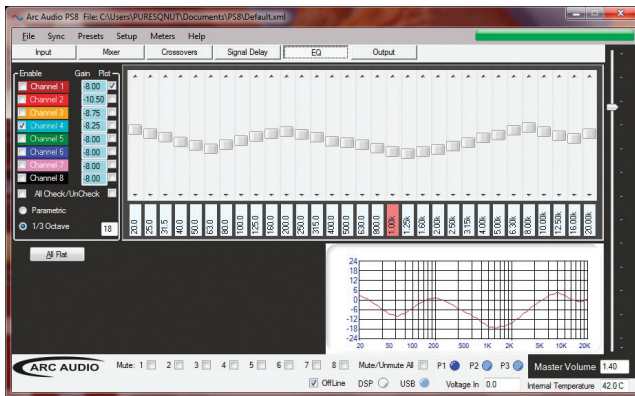 Arc Audio PS8 File: C:\Users\PURESQNUT\Documents\PS8\Default.xml
File Sync Presets Setup Meters Help
Input Mixer Crossovers Signal Delay EQ Output
Enable Gain Plot
Channel 1 -8.00
Channel 2 -10.50
Channel 3 -8.75
Channel 4 -8.25
Channel 5 -8.00
Channel 6 -8.00
Channel 7 -8.00
Channel 8 -8.00
All Check/UnCheck
Parametric
1/3 Octave 18
20.0 25.0 31.5 40.0 50.0 63.0 80.0 100.0 125.0 160.0 200.0 250.0 315.0 400.0 500.0 630.0 800.0 1.00k 1.25k 1.60k 2.00k 2.50k 3.15k 4.00k 5.00k 6.30k 8.00k 10.00k 12.50k 16.00k 20.00k
All Flat
24
18
12
6
0
-6
-12
-18
-24
20 50 100 200 500 1K 2K 5K 10K 20K
ARC AUDIO Mute: 1 2 3 4 5 6 7 8 Mute/Unmute All P1 P2 P3 Master Volume 1.40
OffLine DSP USB Voltage In 0.0 Internal Temperature 42.0 C